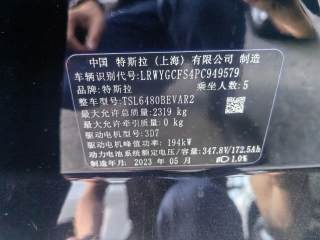 中国 特斯拉（上海）有限公司 制造
车辆识别代号:LRWYGCFS4PC949579
品牌:特斯拉 乘坐人数:5
整车型号:TSL6480BEVAR2
最大允许总质量:2319 kg
最大允许牵引质量:0 kg
驱动电机型号:3D7
驱动电机峰值功率: 194kW
动力电池系统额定电压/容量:347.8V/172.5Ah
制造年月: 2023 年 05 月 1.0%